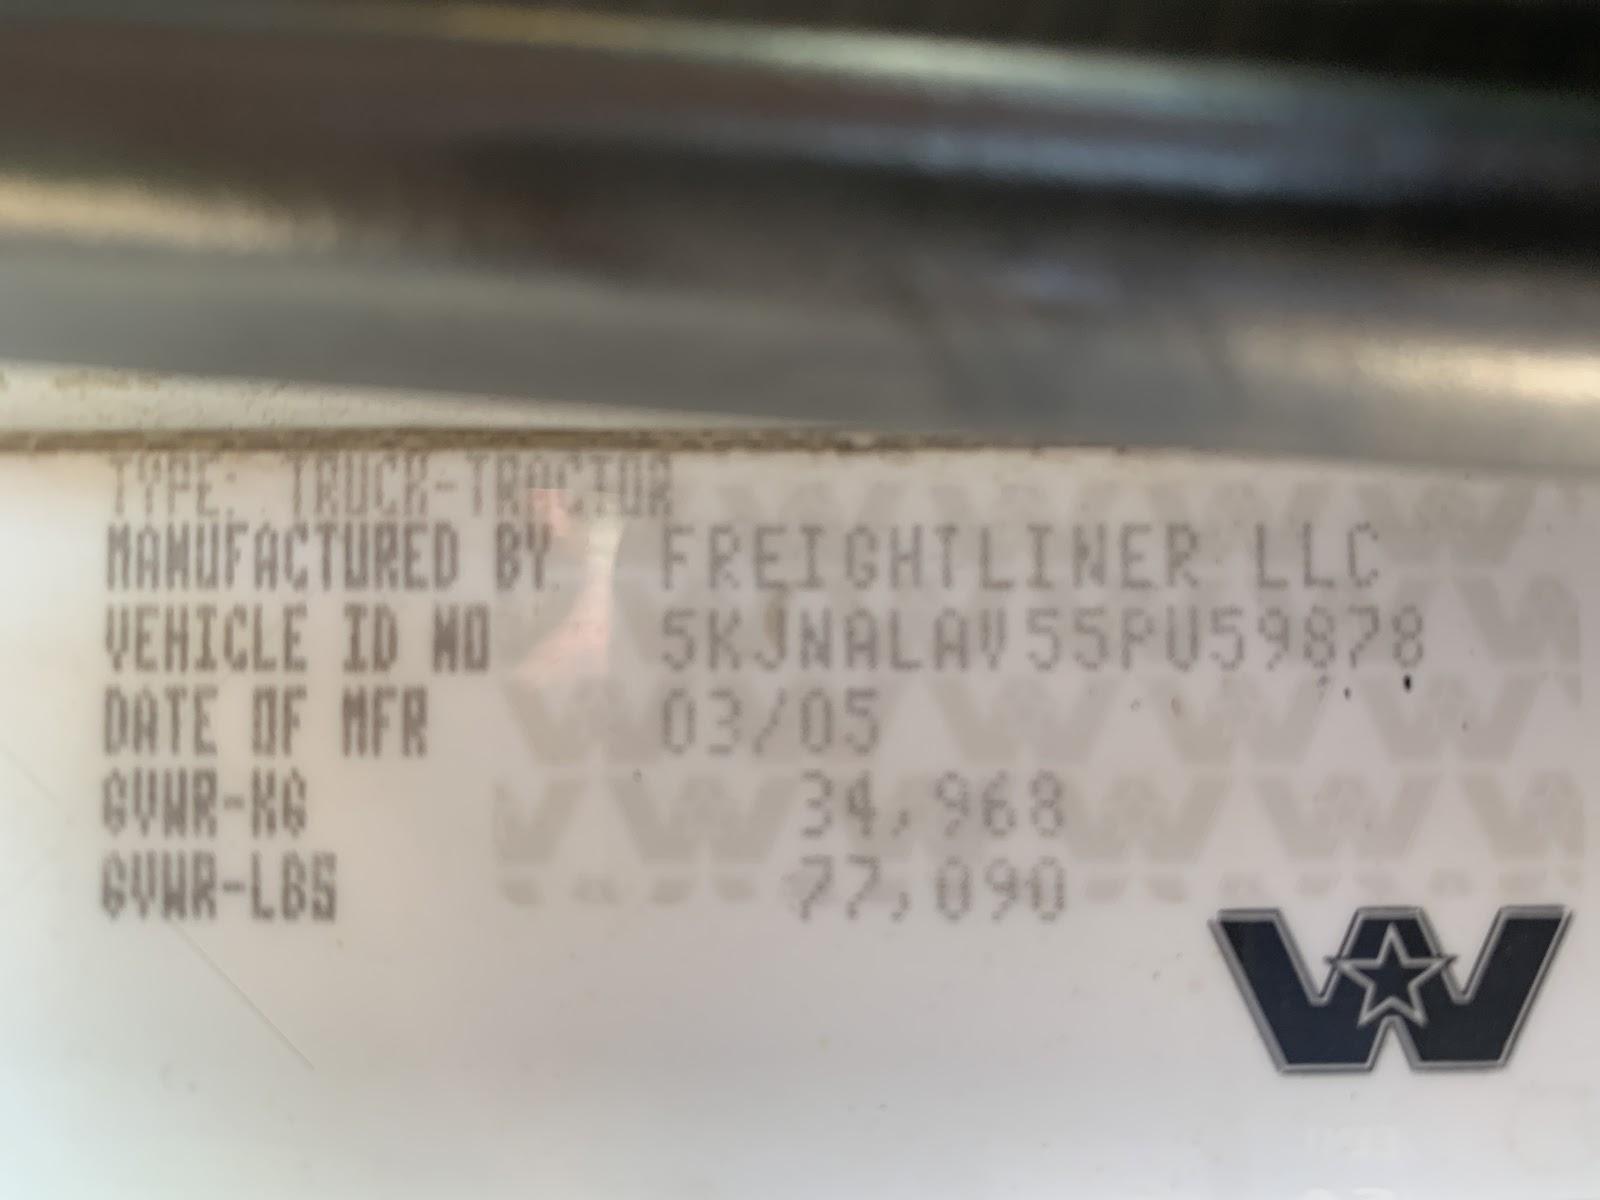 TYPE: TRUCK-TRACTOR
MANUFACTURED BY FREIGHTLINER LLC
VEHICLE ID NO 5KJNALAV55PU59878
DATE OF MFR 03/05
GVWR-KG 34,968
GVWR-LBS 77,090